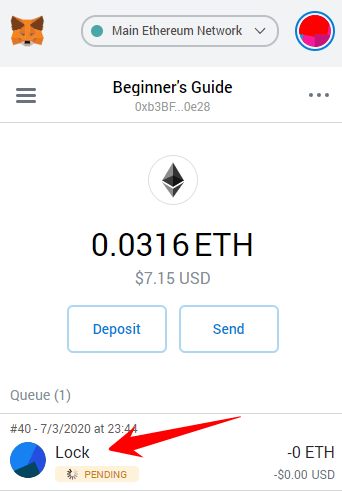 Main Ethereum Network
Beginner's Guide
0xb3BF...0e28
0.0316 ETH
$7.15 USD
Deposit
Send
Queue (1)
#40 - 7/3/2020 at 23:44
Lock
-0 ETH
PENDING
-$0.00 USD